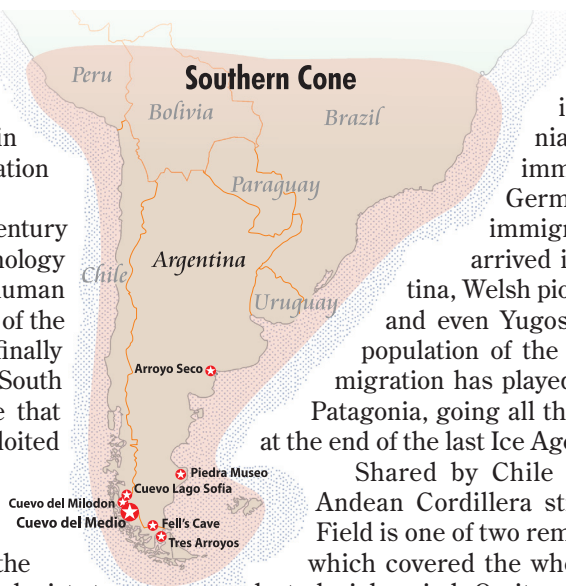 Southern Cone
Peru
Bolivia
Brazil
Paraguay
Chile
Argentina
Uruguay
Arroyo Seco
Piedra Museo
Cuevo Lago Sofia
Cuevo del Milodon
Cuevo del Medio
Fell's Cave
Tres Arroyos
in
ation
entury
nology
human
of the
finally
South
e that
loited
the
i
nia
imm
Germ
immigr
arrived i
tina, Welsh pio
and even Yugos
population of the
migration has played
Patagonia, going all th
at the end of the last Ice Age
Shared by Chile
Andean Cordillera st
Field is one of two rem
which covered the who